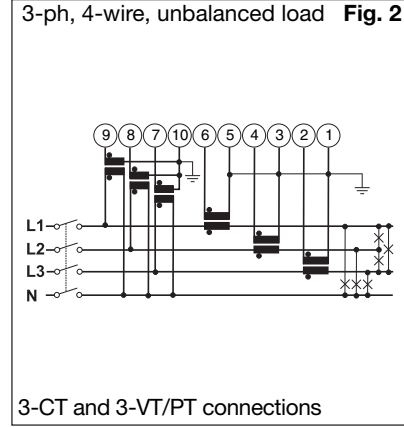 3-ph, 4-wire, unbalanced load Fig. 2
9 8 7 10 6 5 4 3 2 1
L1
L2
L3
N
3-CT and 3-VT/PT connections